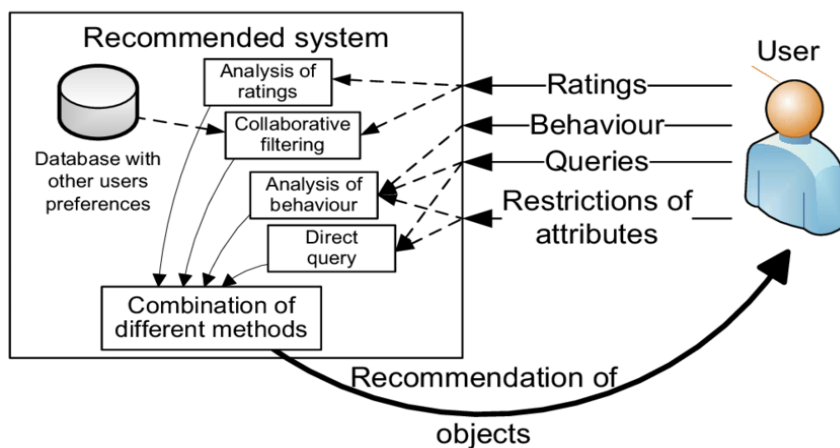 Recommended system
User
Analysis of
ratings
Ratings
Collaborative
filtering
Behaviour
Database with
other users
preferences
Queries
Analysis of
behaviour
Restrictions of
attributes
Direct
query
Combination of
different methods
Recommendation of
objects